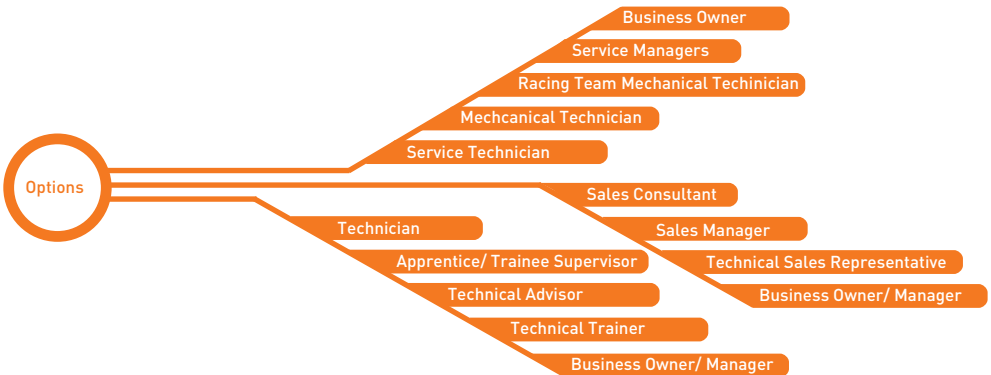 Business Owner
Service Managers
Racing Team Mechanical Techinician
Mechcanical Technician
Service Technician
Options
Sales Consultant
Sales Manager
Technical Sales Representative
Business Owner/ Manager
Technician
Apprentice/ Trainee Supervisor
Technical Advisor
Technical Trainer
Business Owner/ Manager